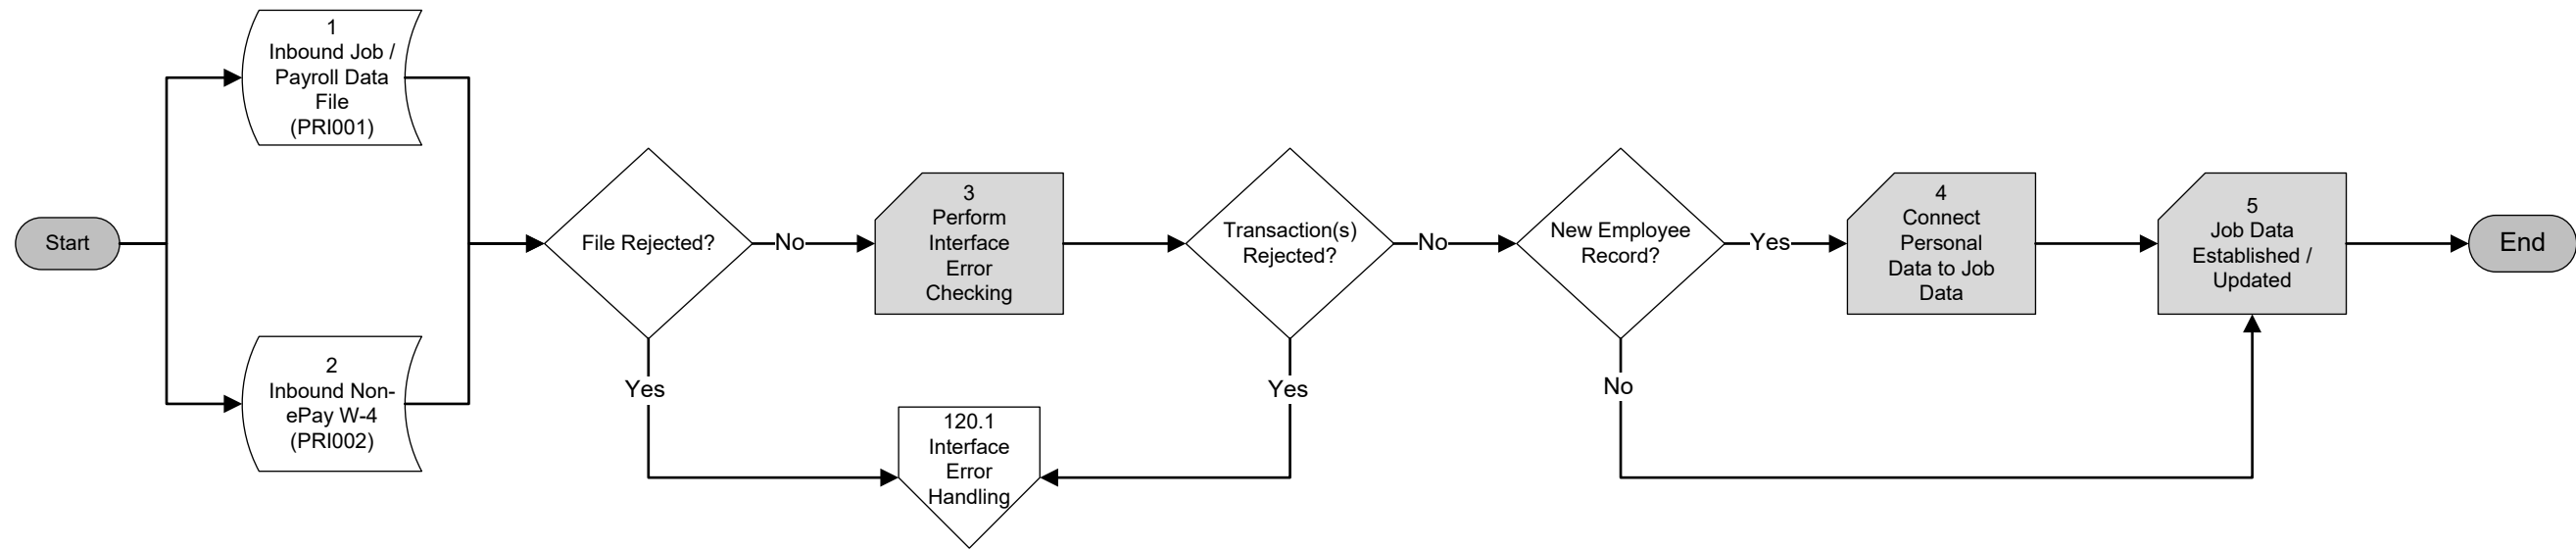 Start
1
Inbound Job /
Payroll Data
File
(PRI001)
2
Inbound Non-
ePay W-4
(PRI002)
File Rejected?
No
Yes
3
Perform
Interface
Error
Checking
120.1
Interface
Error
Handling
Transaction(s)
Rejected?
No
Yes
New Employee
Record?
Yes
No
4
Connect
Personal
Data to Job
Data
5
Job Data
Established /
Updated
End